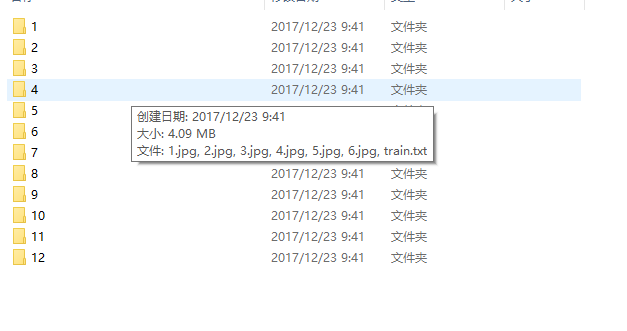 1 2017/12/23 9:41 文件夹
2 2017/12/23 9:41 文件夹
3 2017/12/23 9:41 文件夹
4 2017/12/23 9:41 文件夹
5
创建日期: 2017/12/23 9:41
6
大小: 4.09 MB
7
文件: 1.jpg, 2.jpg, 3.jpg, 4.jpg, 5.jpg, 6.jpg, train.txt
8 2017/12/23 9:41 文件夹
9 2017/12/23 9:41 文件夹
10 2017/12/23 9:41 文件夹
11 2017/12/23 9:41 文件夹
12 2017/12/23 9:41 文件夹